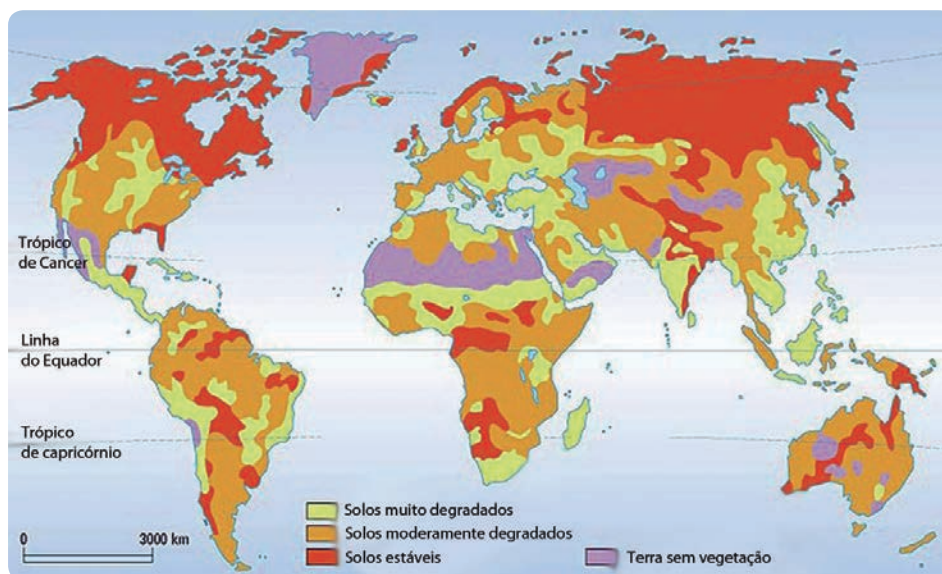 Trópico
de Cancer
Linha
do Equador
Trópico
de capricórnio
0 3000 km
Solos muito degradados
Solos moderamente degradados
Solos estáveis
Terra sem vegetação